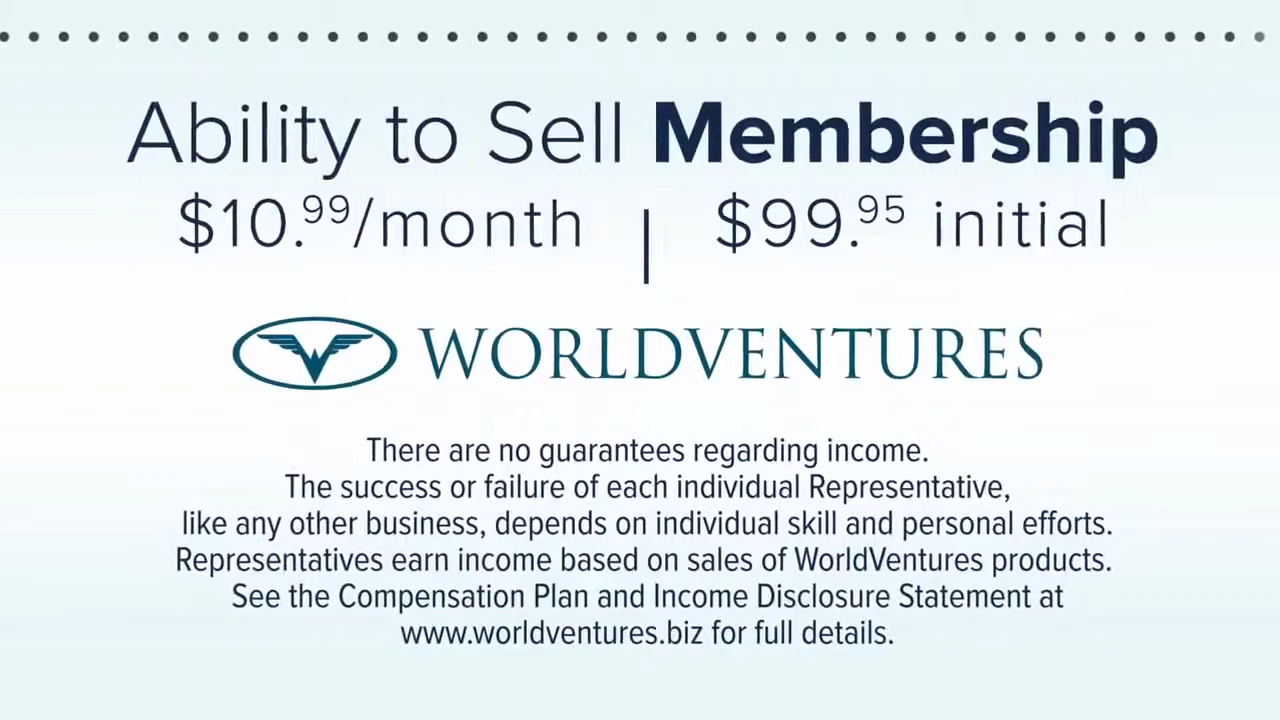 Ability to Sell Membership
$10.99/month | $99.95 initial
WORLDVENTURES
There are no guarantees regarding income.
The success or failure of each individual Representative,
like any other business, depends on individual skill and personal efforts.
Representatives earn income based on sales of WorldVentures products.
See the Compensation Plan and Income Disclosure Statement at
www.worldventures.biz for full details.